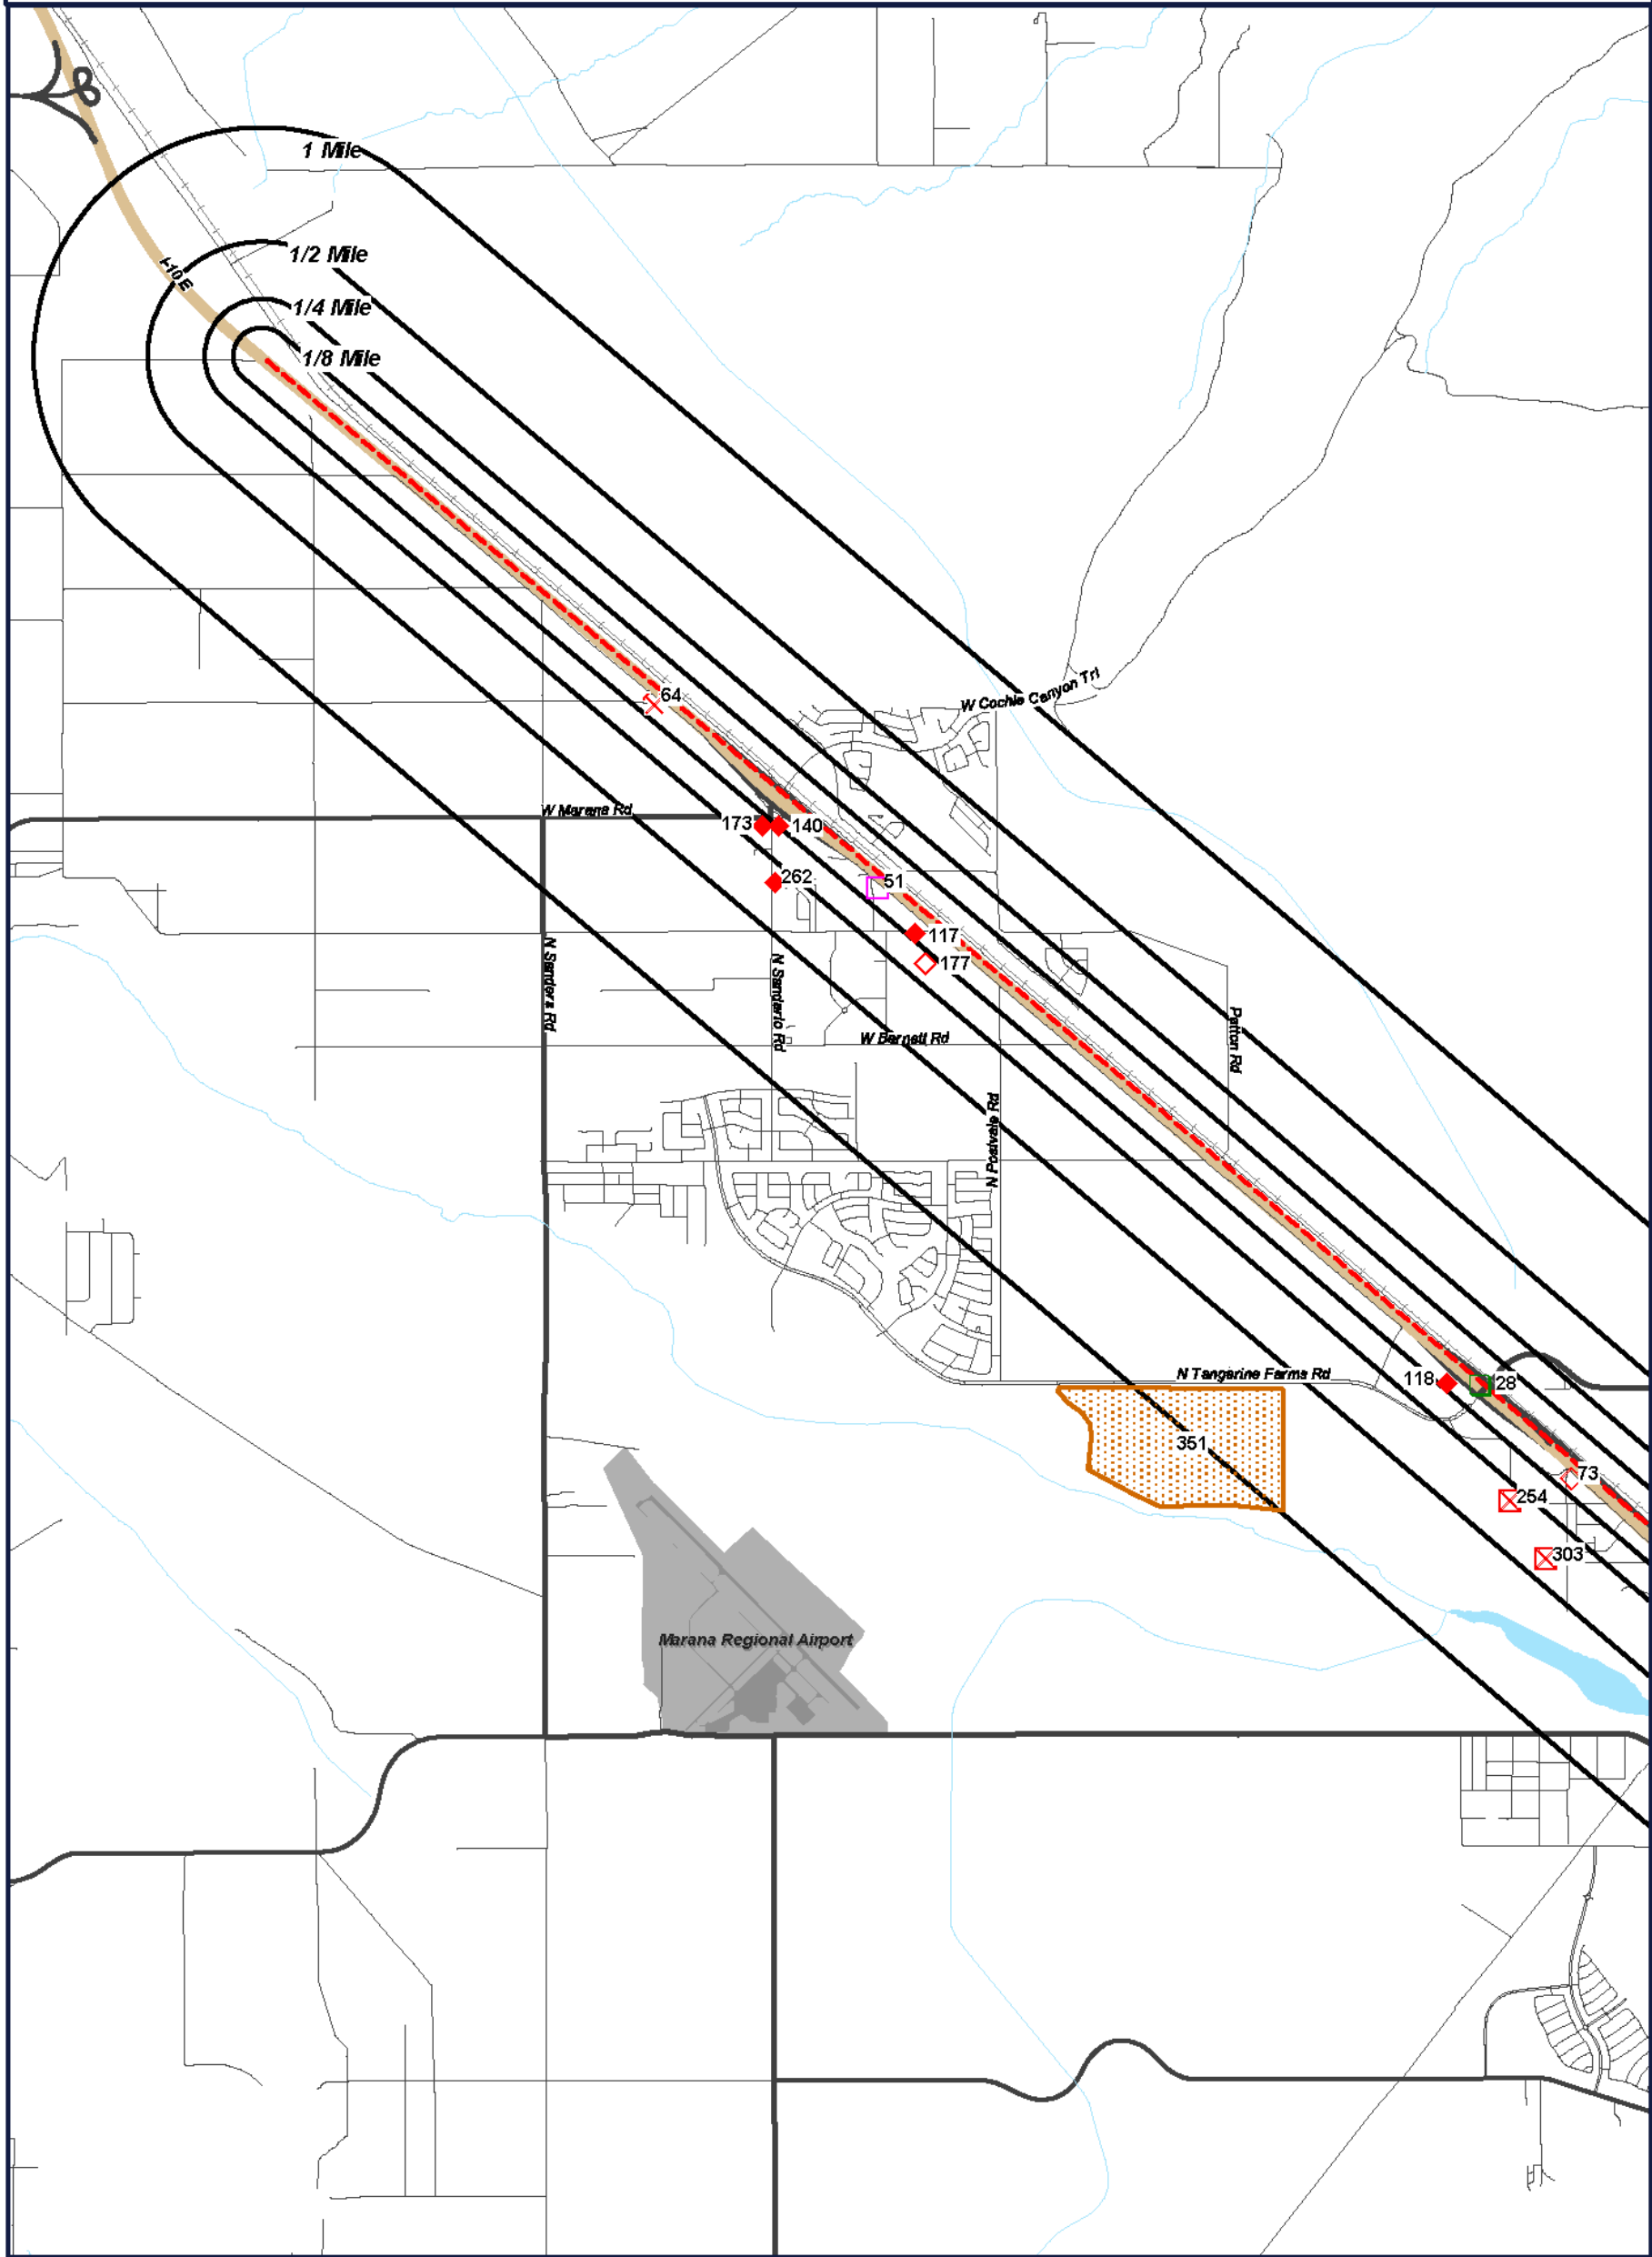 1 Mile
1/2 Mile
I-10 E
1/4 Mile
1/8 Mile
64
W Cochie Canyon Trl
W Marana Rd
173
140
262
51
117
177
N Sanders Rd
N Sandario Rd
W Barnett Rd
Patton Rd
N Postvale Rd
N Tangerine Farms Rd
118
28
351
73
254
303
Marana Regional Airport